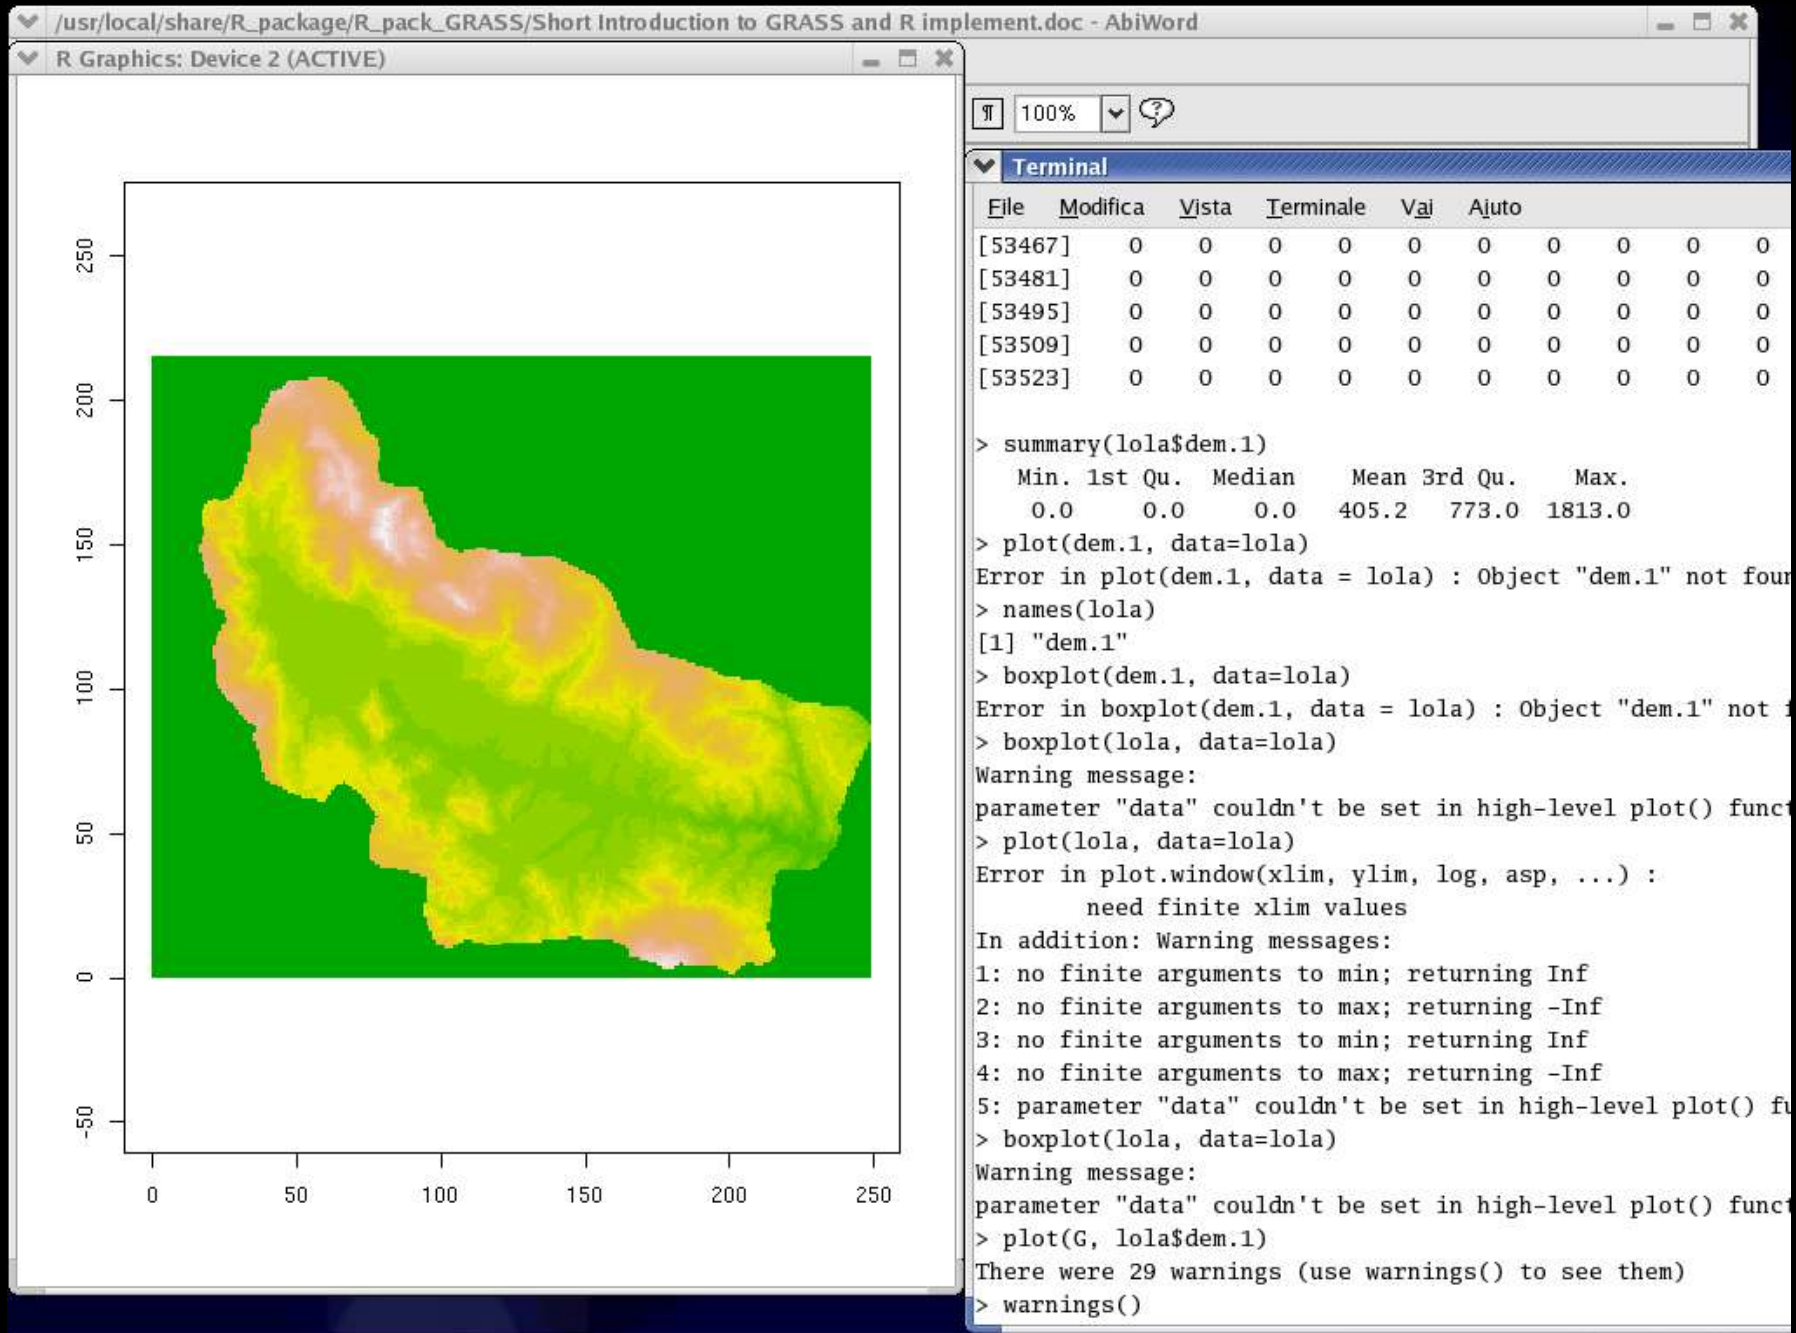 /usr/local/share/R_package/R_pack_GRASS/Short Introduction to GRASS and R implement.doc - AbiWord
R Graphics: Device 2 (ACTIVE)
250
200
150
100
50
0
-50
0 50 100 150 200 250
¶ 100% ?
Terminal
File Modifica Vista Terminale Vai Aiuto
[53467] 0 0 0 0 0 0 0 0 0 0
[53481] 0 0 0 0 0 0 0 0 0 0
[53495] 0 0 0 0 0 0 0 0 0 0
[53509] 0 0 0 0 0 0 0 0 0 0
[53523] 0 0 0 0 0 0 0 0 0 0
> summary(lola$dem.1)
Min. 1st Qu. Median Mean 3rd Qu. Max.
0.0 0.0 0.0 405.2 773.0 1813.0
> plot(dem.1, data=lola)
Error in plot(dem.1, data = lola) : Object "dem.1" not four
> names(lola)
[1] "dem.1"
> boxplot(dem.1, data=lola)
Error in boxplot(dem.1, data = lola) : Object "dem.1" not
> boxplot(lola, data=lola)
Warning message:
parameter "data" couldn't be set in high-level plot() funct
> plot(lola, data=lola)
Error in plot.window(xlim, ylim, log, asp, ...) :
need finite xlim values
In addition: Warning messages:
1: no finite arguments to min; returning Inf
2: no finite arguments to max; returning -Inf
3: no finite arguments to min; returning Inf
4: no finite arguments to max; returning -Inf
5: parameter "data" couldn't be set in high-level plot() fu
> boxplot(lola, data=lola)
Warning message:
parameter "data" couldn't be set in high-level plot() funct
> plot(G, lola$dem.1)
There were 29 warnings (use warnings() to see them)
> warnings()